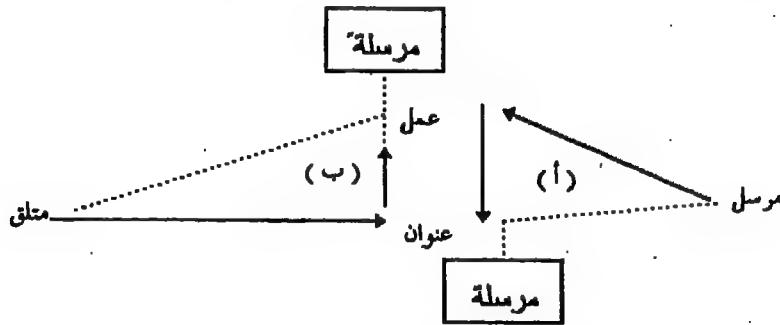 مرسلة
عمل
(أ)
(ب)
مرسل
متلق
عنوان
مرسلة